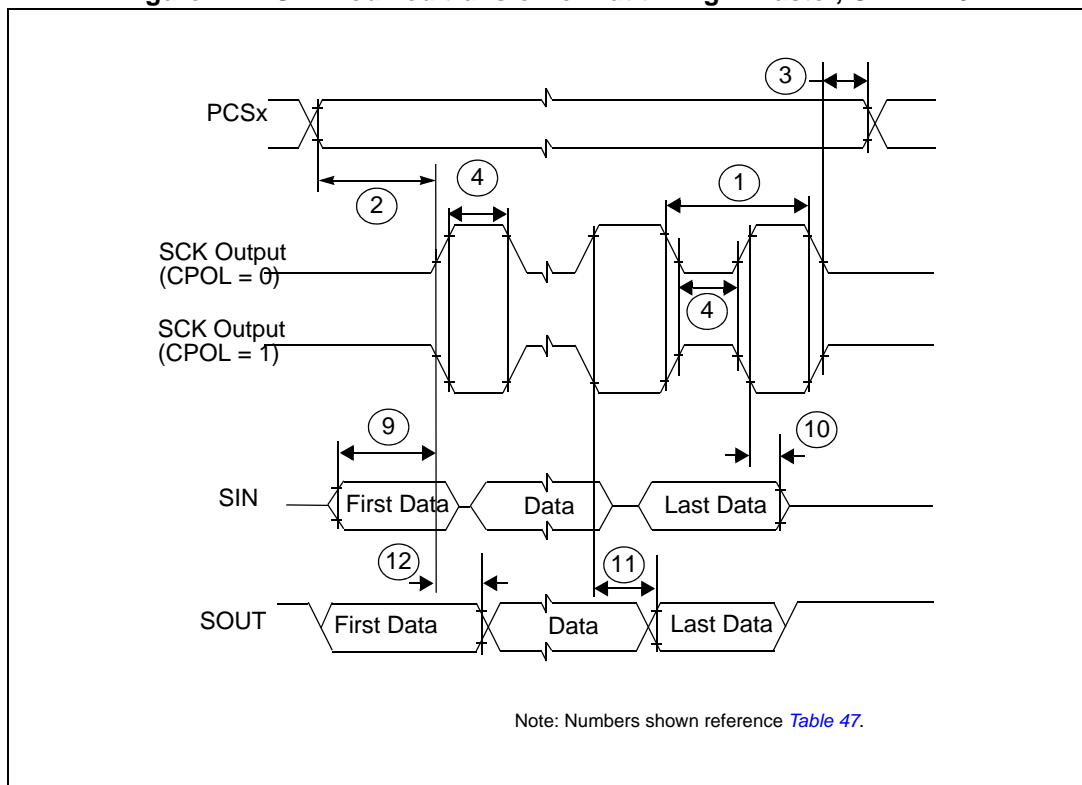 3
PCSx
2
4
1
SCK Output
(CPOL = 0)
4
SCK Output
(CPOL = 1)
9
10
SIN
First Data
Data
Last Data
12
11
SOUT
First Data
Data
Last Data
Note: Numbers shown reference Table 47.